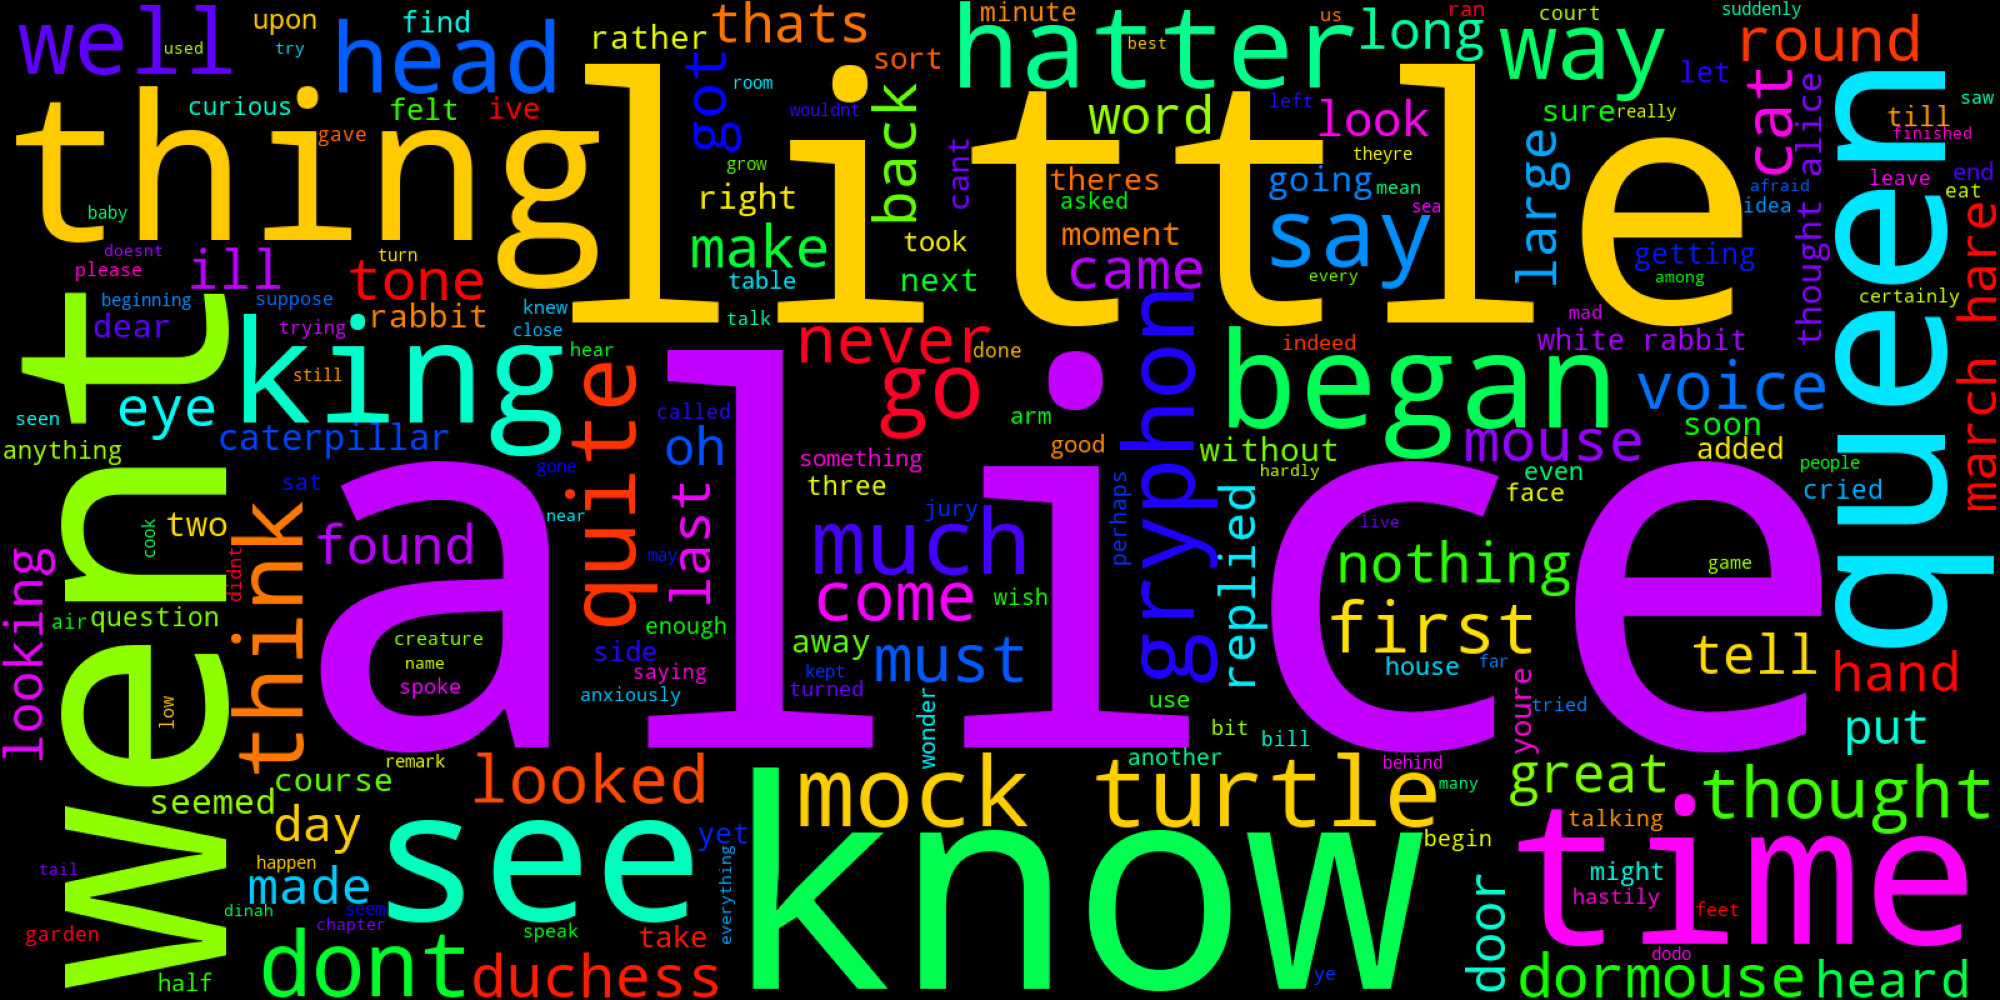 well
used
upon
try
find
head
rather
thats
got
room
sort
minute
hatter
best
us
long
ran
court
way
suddenly
round
let
thing
curious
gave
felt
ive
little
wouldnt
back
cant
word
left
look
theyre
sure
really
large
cat
thought alice
till
saw
finished
queen
leave
end
eat
afraid
idea
baby
grow
right
make
table
talk
took
next
theres
asked
moment
came
going
mean
sea
say
every
getting
among
certainly
mad
white rabbit
march hare
doesnt
please
ill
beginning
dear
suppose
trying
turn
tone
rabbit
knew
close
hear
went
king
still
eye
seen
anything
caterpillar
quite
called
oh
never
go
done
arm
good
gryphon
indeed
began
without
hardly
voice
mouse
soon
added
even
face
people
cried
sat
gone
near
two
cook
didnt
think
found
alice
last
may
something
three
jury
much
come
wish
perhaps
replied
live
nothing
game
first
house
far
tell
looking
air
question
low
creature
name
spoke
enough
side
saying
anxiously
away
kept
turned
must
wonder
use
bit
bill
another
youre
tried
hand
put
behind
many
remark
course
seemed
looked
mock turtle
great
thought
day
happen
made
see
yet
everything
know
begin
talking
might
hastily
time
feet
tail
dinah
seem
chapter
garden
half
dont
speak
take
duchess
ye
door
dodo
dormouse
heard